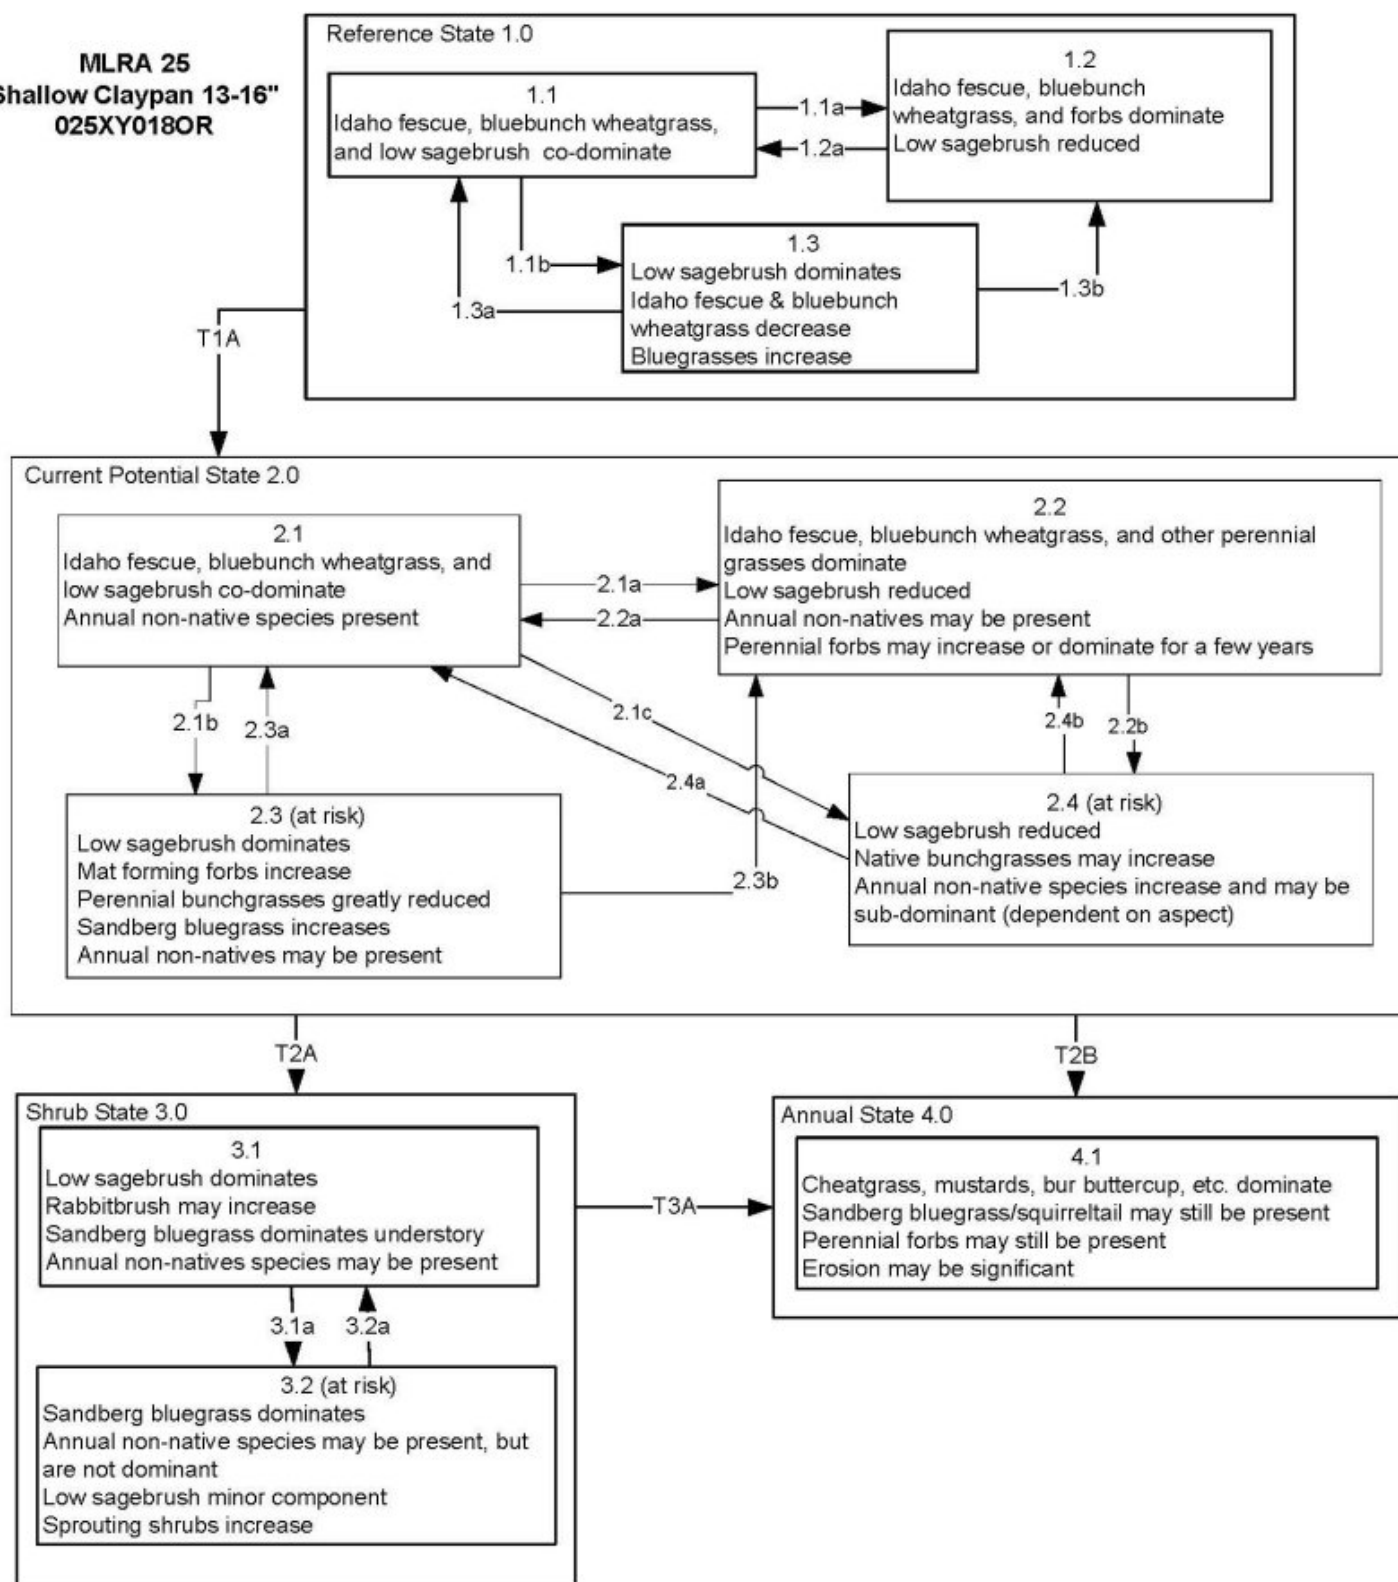 MLRA 25
Shallow Claypan 13-16"
025XY018OR
Reference State 1.0
1.1
Idaho fescue, bluebunch wheatgrass,
and low sagebrush co-dominate
1.1a
1.2a
1.2
Idaho fescue, bluebunch
wheatgrass, and forbs dominate
Low sagebrush reduced
1.1b
1.3a
1.3
Low sagebrush dominates
Idaho fescue & bluebunch
wheatgrass decrease
Bluegrasses increase
1.3b
T1A
Current Potential State 2.0
2.1
Idaho fescue, bluebunch wheatgrass, and
low sagebrush co-dominate
Annual non-native species present
2.1a
2.2a
2.2
Idaho fescue, bluebunch wheatgrass, and other perennial
grasses dominate
Low sagebrush reduced
Annual non-natives may be present
Perennial forbs may increase or dominate for a few years
2.1b
2.3a
2.1c
2.4a
2.4b
2.2b
2.3 (at risk)
Low sagebrush dominates
Mat forming forbs increase
Perennial bunchgrasses greatly reduced
Sandberg bluegrass increases
Annual non-natives may be present
2.3b
2.4 (at risk)
Low sagebrush reduced
Native bunchgrasses may increase
Annual non-native species increase and may be
sub-dominant (dependent on aspect)
T2A
T2B
Shrub State 3.0
3.1
Low sagebrush dominates
Rabbitbrush may increase
Sandberg bluegrass dominates understory
Annual non-natives species may be present
T3A
Annual State 4.0
4.1
Cheatgrass, mustards, bur buttercup, etc. dominate
Sandberg bluegrass/squirreltail may still be present
Perennial forbs may still be present
Erosion may be significant
3.1a
3.2a
3.2 (at risk)
Sandberg bluegrass dominates
Annual non-native species may be present, but
are not dominant
Low sagebrush minor component
Sprouting shrubs increase